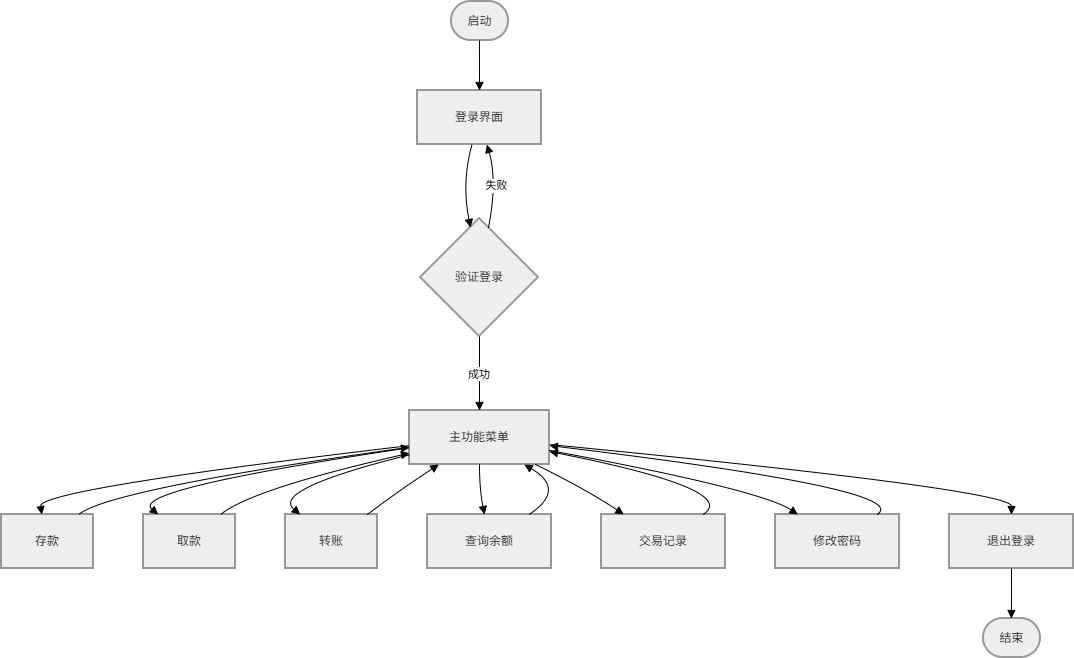 启动
登录界面
失败
验证登录
成功
主功能菜单
存款
取款
转账
查询余额
交易记录
修改密码
退出登录
结束